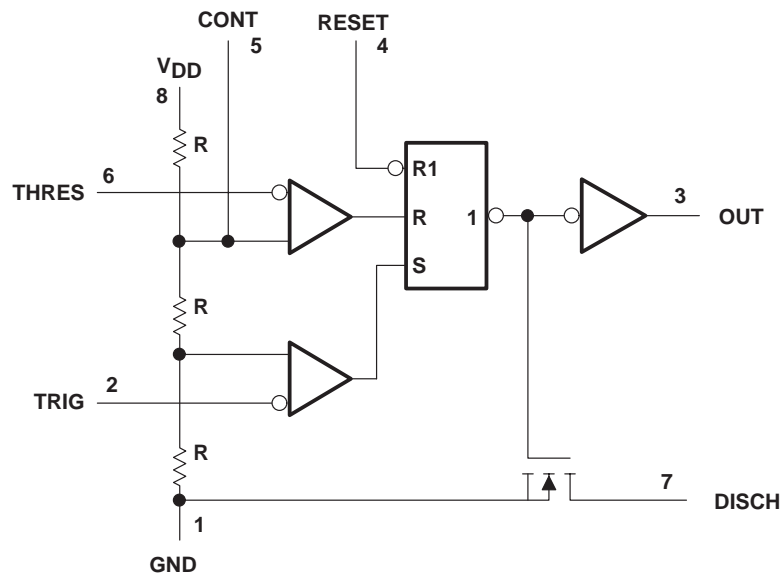 CONT
5
RESET
4
VDD
8
R
6
THRES
R1
R
1
3
OUT
S
R
2
TRIG
R
7
DISCH
1
GND